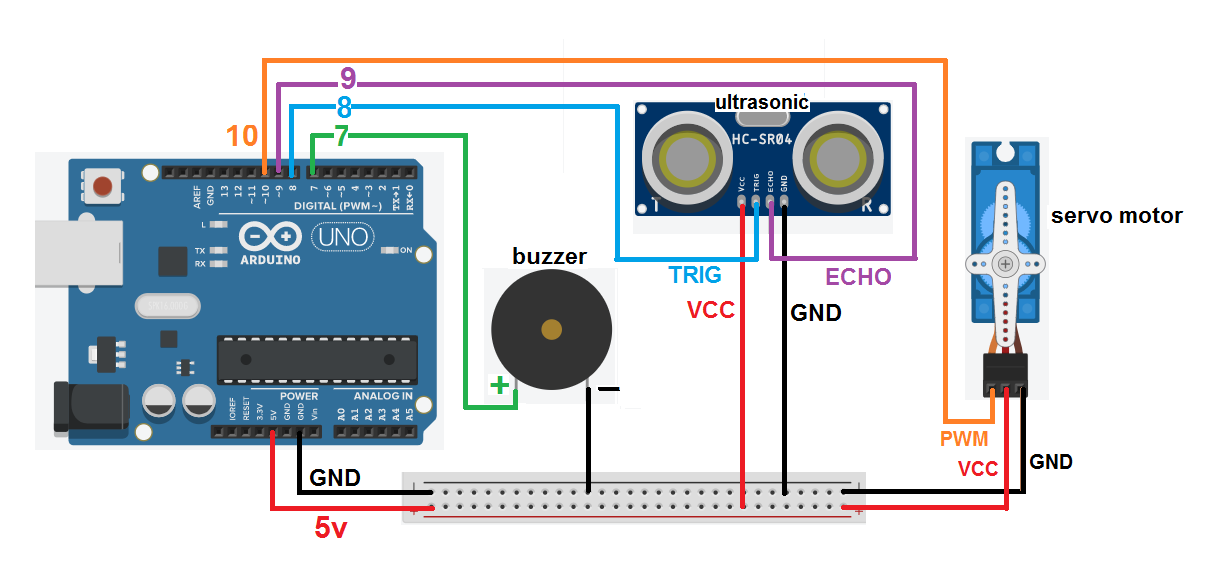 9
8
10
7
ultrasonic
HC-SR04
VCC
TRIG
ECHO
GND
T
R
AREF
GND
13
12
~11
~10
~9
8
7
~6
~5
4
~3
2
TX→1
RX←0
DIGITAL (PWM~)
L
TX
RX
ARDUINO
UNO
ON
servo motor
buzzer
TRIG
ECHO
VCC
GND
+
−
POWER
ANALOG IN
IOREF
RESET
3.3V
5V
GND
GND
Vin
A0
A1
A2
A3
A4
A5
PWM
VCC
GND
GND
5v